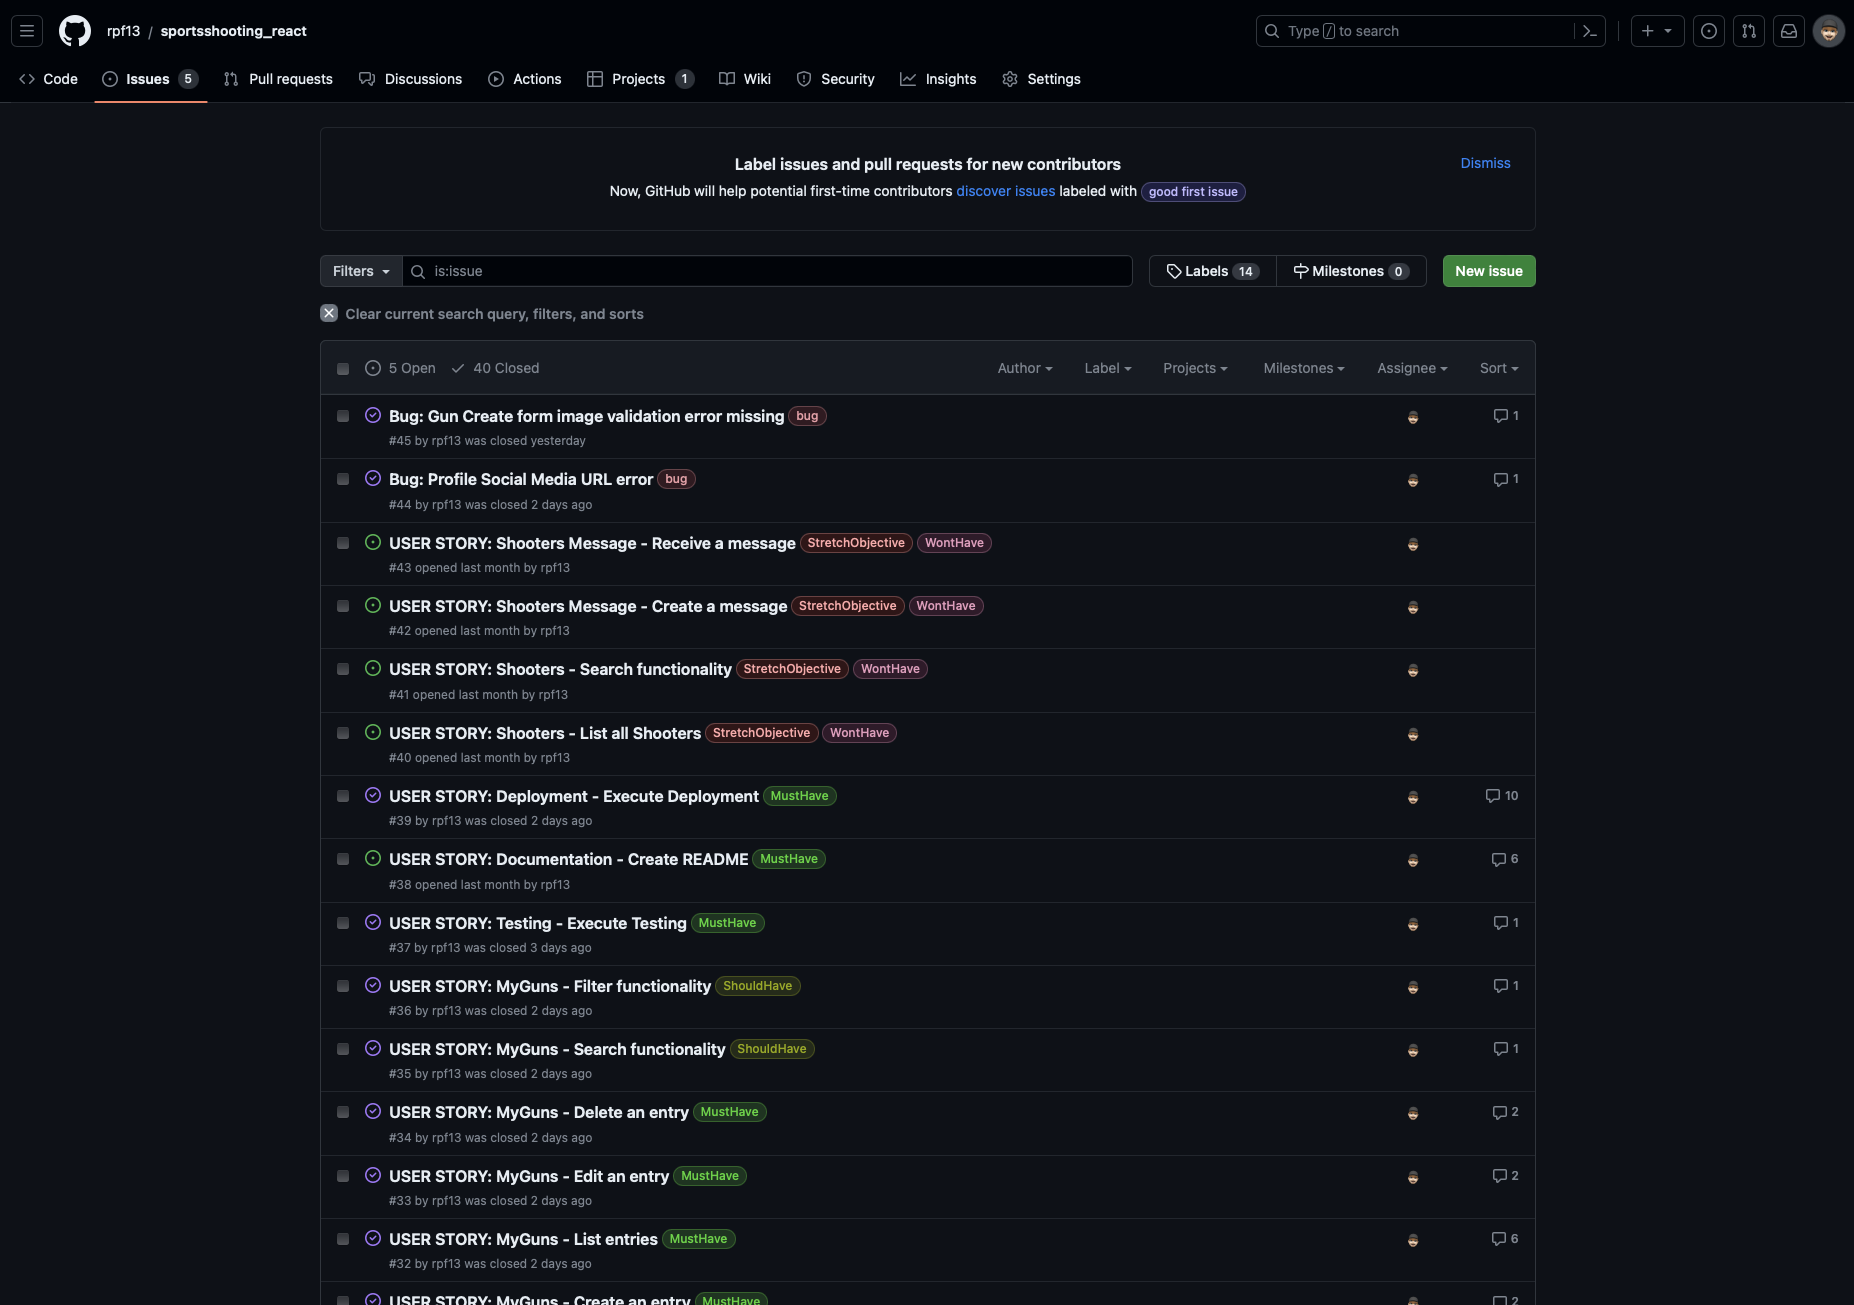 rpf13 / sportsshooting_react
Type / to search
Code Issues 5 Pull requests Discussions Actions Projects 1 Wiki Security Insights Settings
Label issues and pull requests for new contributors
Dismiss
Now, GitHub will help potential first-time contributors discover issues labeled with good first issue
Filters is:issue Labels 14 Milestones 0 New issue
Clear current search query, filters, and sorts
5 Open 40 Closed Author Label Projects Milestones Assignee Sort
Bug: Gun Create form image validation error missing bug 1
#45 by rpf13 was closed yesterday
Bug: Profile Social Media URL error bug 1
#44 by rpf13 was closed 2 days ago
USER STORY: Shooters Message - Receive a message StretchObjective WontHave
#43 opened last month by rpf13
USER STORY: Shooters Message - Create a message StretchObjective WontHave
#42 opened last month by rpf13
USER STORY: Shooters - Search functionality StretchObjective WontHave
#41 opened last month by rpf13
USER STORY: Shooters - List all Shooters StretchObjective WontHave
#40 opened last month by rpf13
USER STORY: Deployment - Execute Deployment MustHave 10
#39 by rpf13 was closed 2 days ago
USER STORY: Documentation - Create README MustHave 6
#38 opened last month by rpf13
USER STORY: Testing - Execute Testing MustHave 1
#37 by rpf13 was closed 3 days ago
USER STORY: MyGuns - Filter functionality ShouldHave 1
#36 by rpf13 was closed 2 days ago
USER STORY: MyGuns - Search functionality ShouldHave 1
#35 by rpf13 was closed 2 days ago
USER STORY: MyGuns - Delete an entry MustHave 2
#34 by rpf13 was closed 2 days ago
USER STORY: MyGuns - Edit an entry MustHave 2
#33 by rpf13 was closed 2 days ago
USER STORY: MyGuns - List entries MustHave 6
#32 by rpf13 was closed 2 days ago
USER STORY: MyGuns - Create an entry MustHave 2